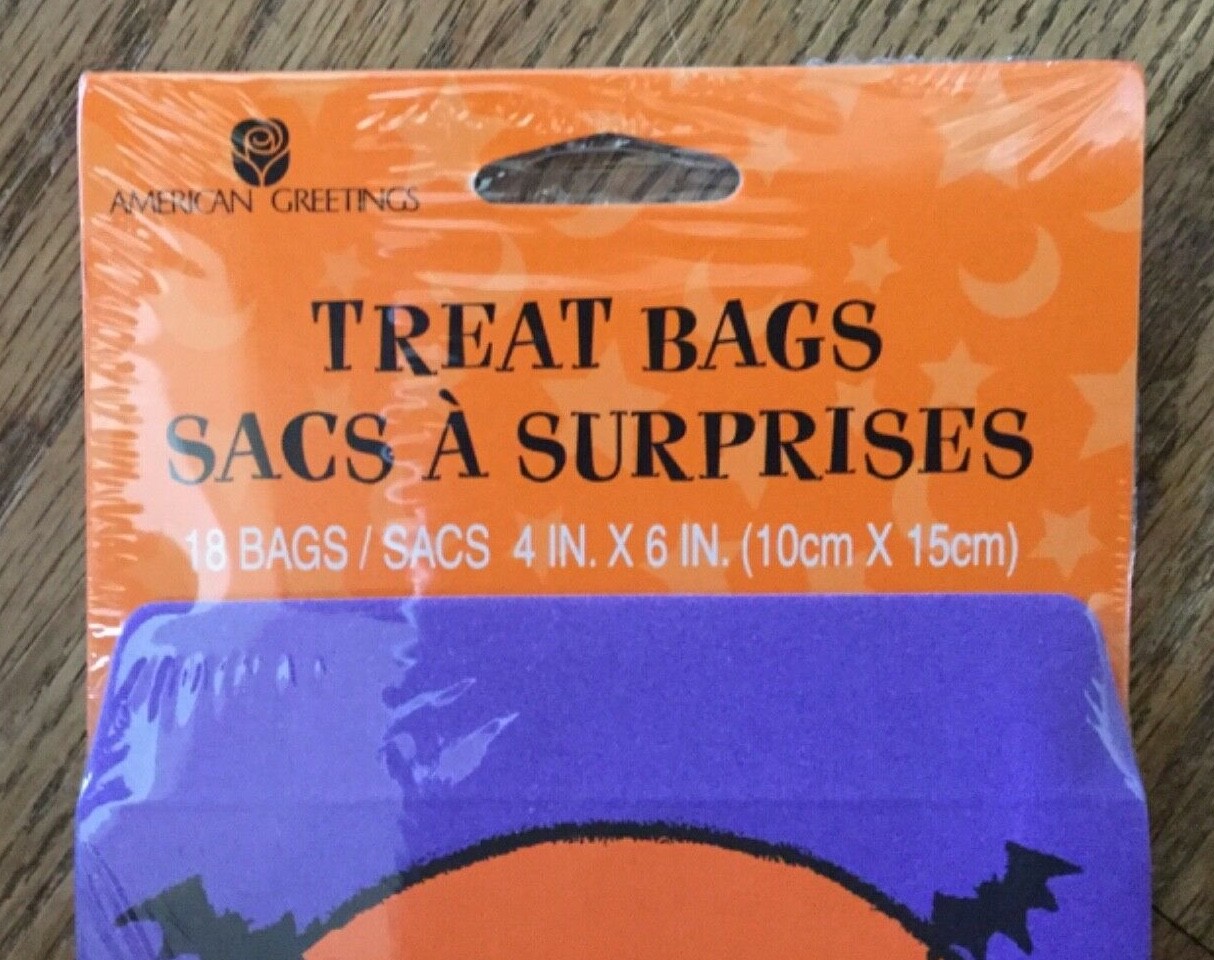 AMERICAN GREETINGS
TREAT BAGS
SACS À SURPRISES
18 BAGS / SACS 4 IN. X 6 IN. (10cm X 15cm)